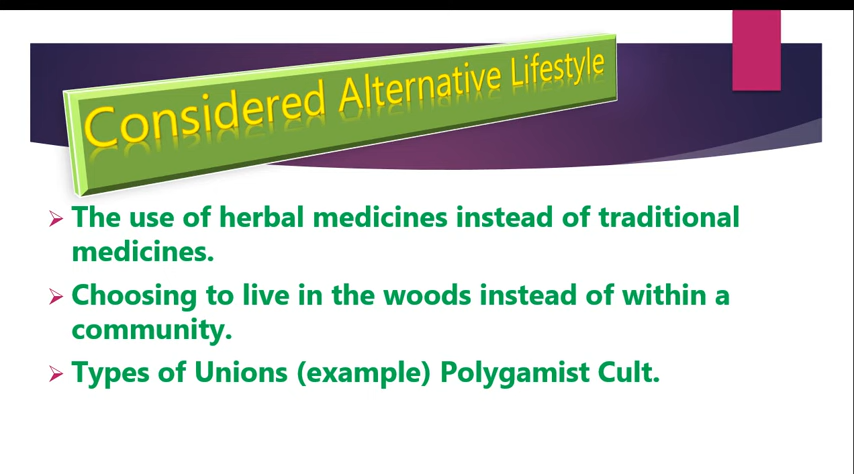 Considered Alternative Lifestyle
The use of herbal medicines instead of traditional
medicines.
Choosing to live in the woods instead of within a
community.
Types of Unions (example) Polygamist Cult.